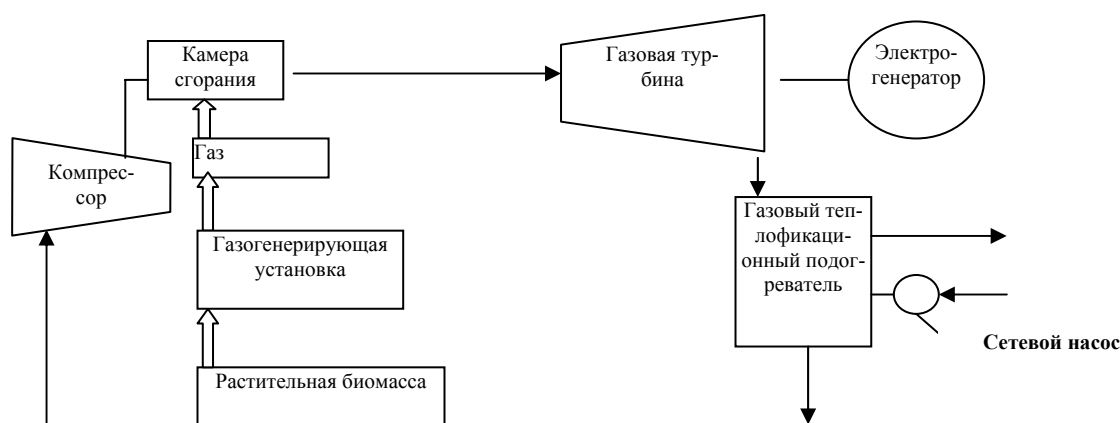 Камера
сгорания
Газовая тур-
бина
Электро-
генератор
Газ
Компрес-
сор
Газогенерирующая
установка
Газовый теп-
лофикаци-
онный подог-
реватель
Сетевой насос
Растительная биомасса